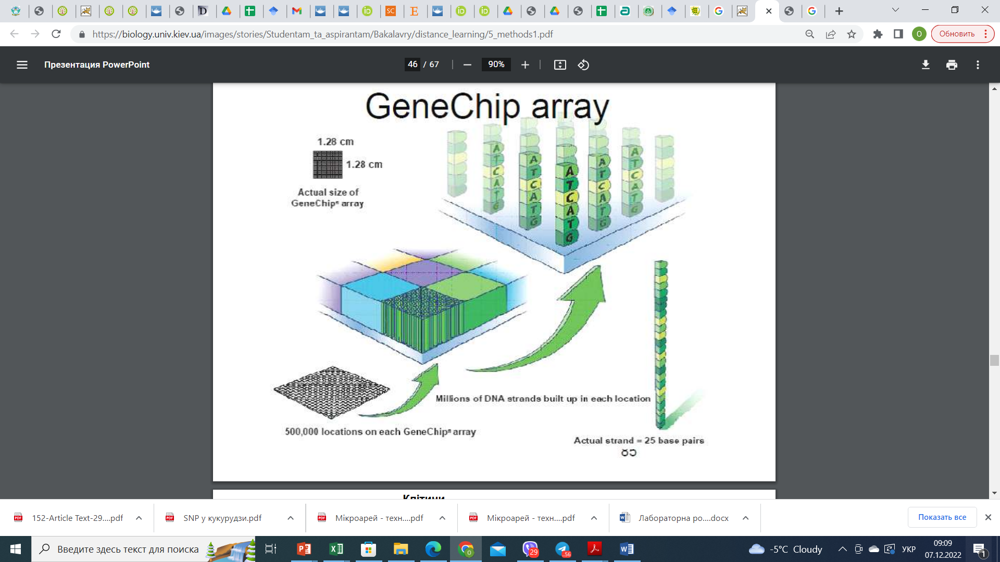 https://biology.univ.kiev.ua/images/stories/Studentam_ta_aspirantam/Bakalavry/distance_learning/5_methods1.pdf
Обновить
Презентация PowerPoint
46 / 67
90%
GeneChip array
1.28 cm
1.28 cm
Actual size of
GeneChip® array
A T C A T G
A T C A T G
A T C A T G
A T C A T G
A T C A T G
Millions of DNA strands built up in each location
500,000 locations on each GeneChip® array
Actual strand = 25 base pairs
Клітини
152-Article Text-29....pdf
SNP у кукурудзи.pdf
Мікроарей - техн....pdf
Мікроарей - техн....pdf
Лабораторна ро....docx
Показать все
Введите здесь текст для поиска
29
..56
-5°C Cloudy
УКР
09:09
07.12.2022
1